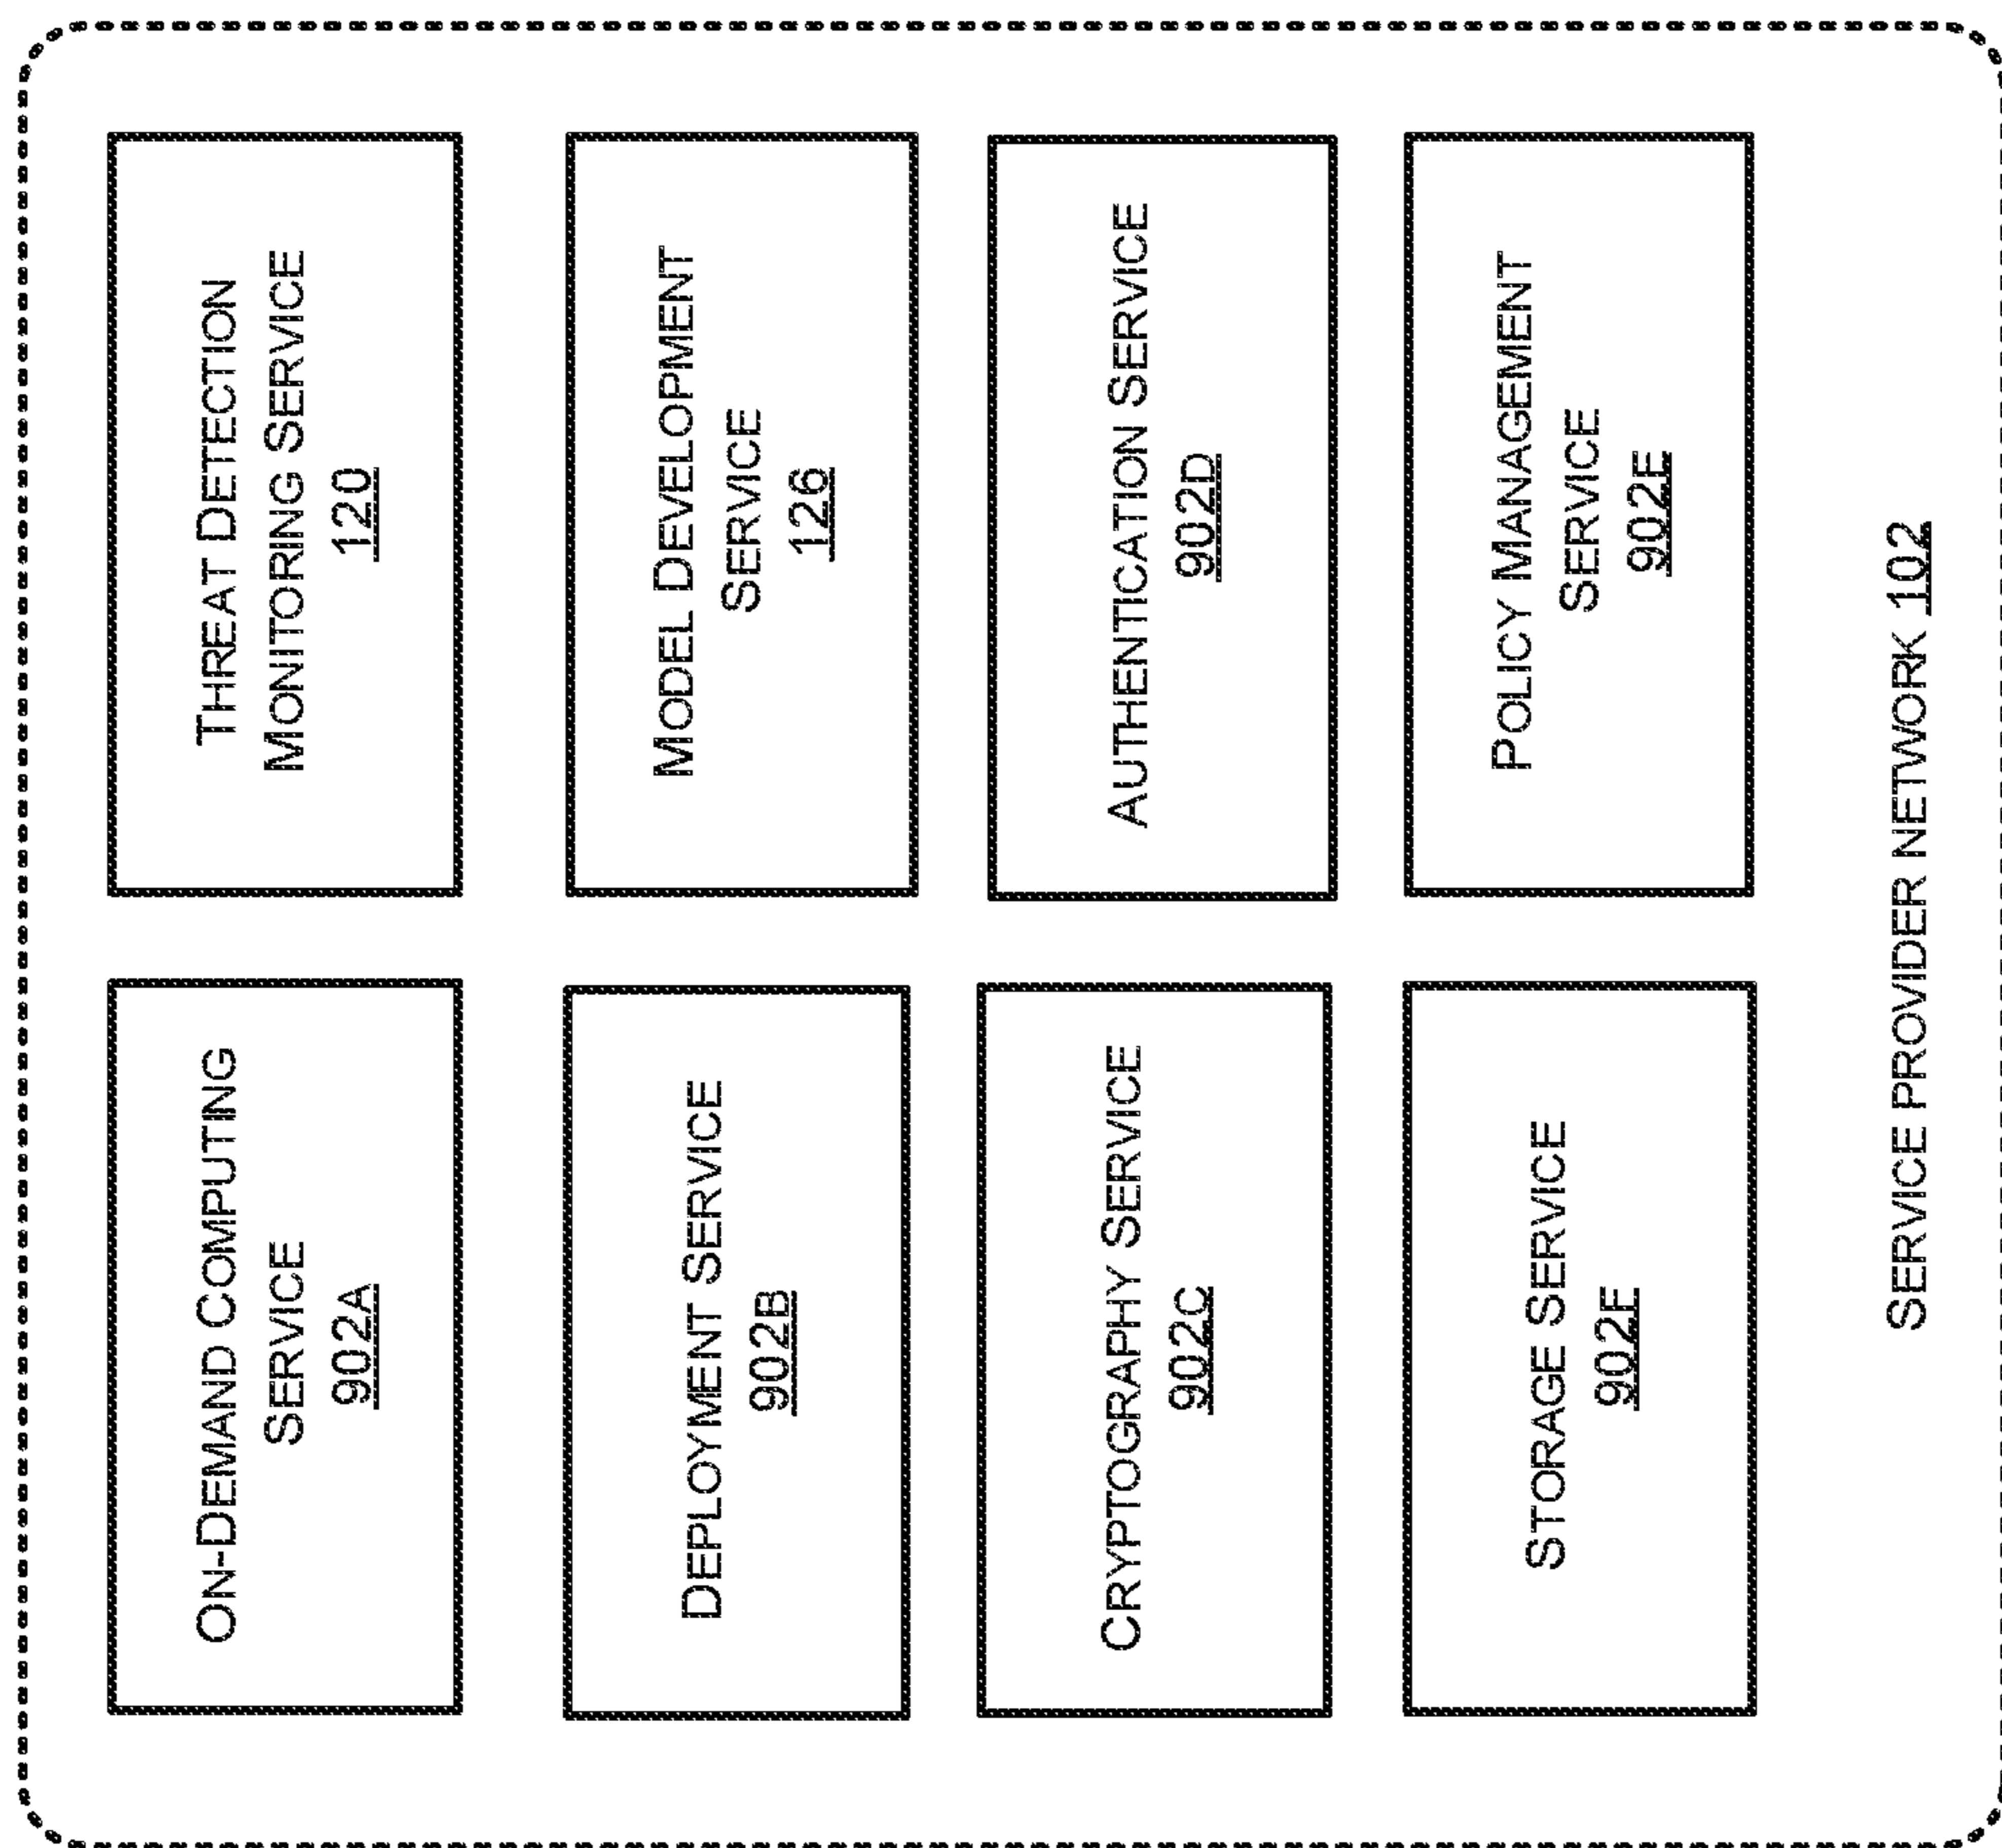 ON-DEMAND COMPUTING
SERVICE
902A
THREAT DETECTION
MONITORING SERVICE
120
DEPLOYMENT SERVICE
902B
MODEL DEVELOPMENT
SERVICE
126
CRYPTOGRAPHY SERVICE
902C
AUTHENTICATION SERVICE
902D
STORAGE SERVICE
902F
POLICY MANAGEMENT
SERVICE
902E
SERVICE PROVIDER NETWORK 102